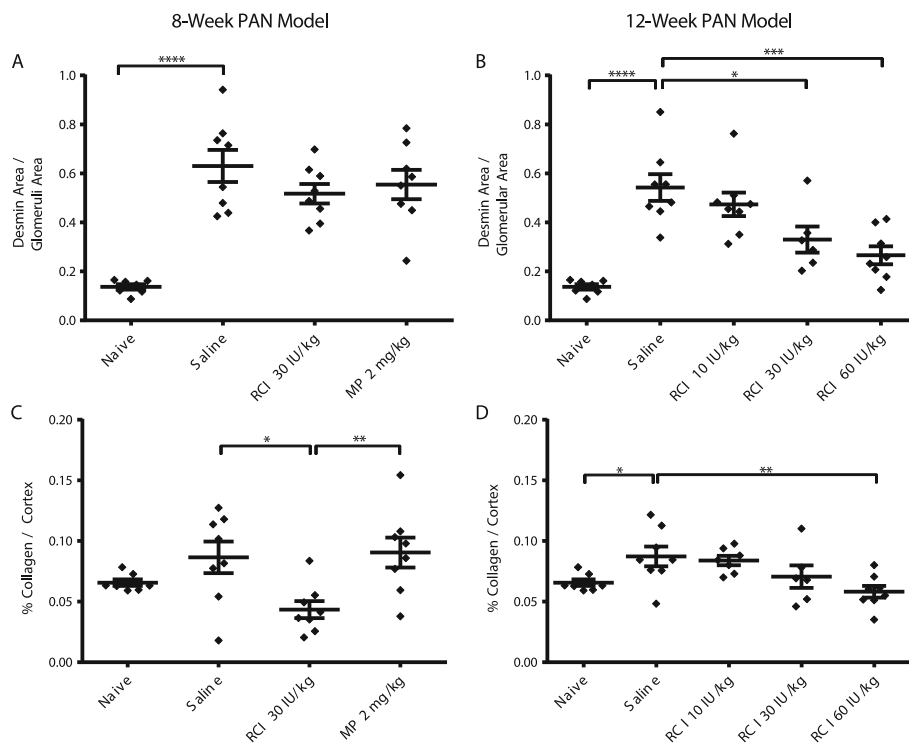 8-Week PAN Model
12-Week PAN Model
A
****
Desmin Area /
Glomeruli Area
1.0
0.8
0.6
0.4
0.2
0.0
Naive
Saline
RCI 30 IU/kg
MP 2 mg/kg
B
***
****
*
Desmin Area /
Glomerular Area
1.0
0.8
0.6
0.4
0.2
0.0
Naive
Saline
RCI 10 IU/kg
RCI 30 IU/kg
RCI 60 IU/kg
C
*
**
% Collagen / Cortex
0.20
0.15
0.10
0.05
0.00
Naive
Saline
RCI 30 IU/kg
MP 2 mg/kg
D
*
**
% Collagen / Cortex
0.20
0.15
0.10
0.05
0.00
Naive
Saline
RC I 10 IU/kg
RC I 30 IU/kg
RC I 60 IU/kg